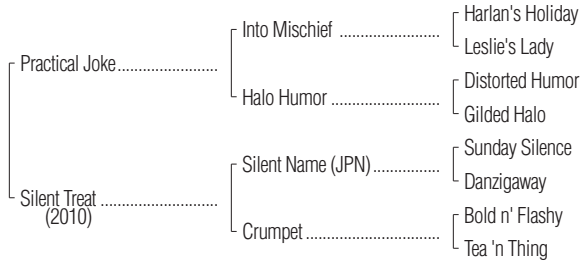 Harlan's Holiday
Into Mischief ....................
Leslie's Lady
Practical Joke....................
Distorted Humor
Halo Humor ......................
Gilded Halo
Sunday Silence
Silent Name (JPN)..............
Danzigaway
Silent Treat .......................
(2010)
Bold n' Flashy
Crumpet...........................
Tea 'n Thing